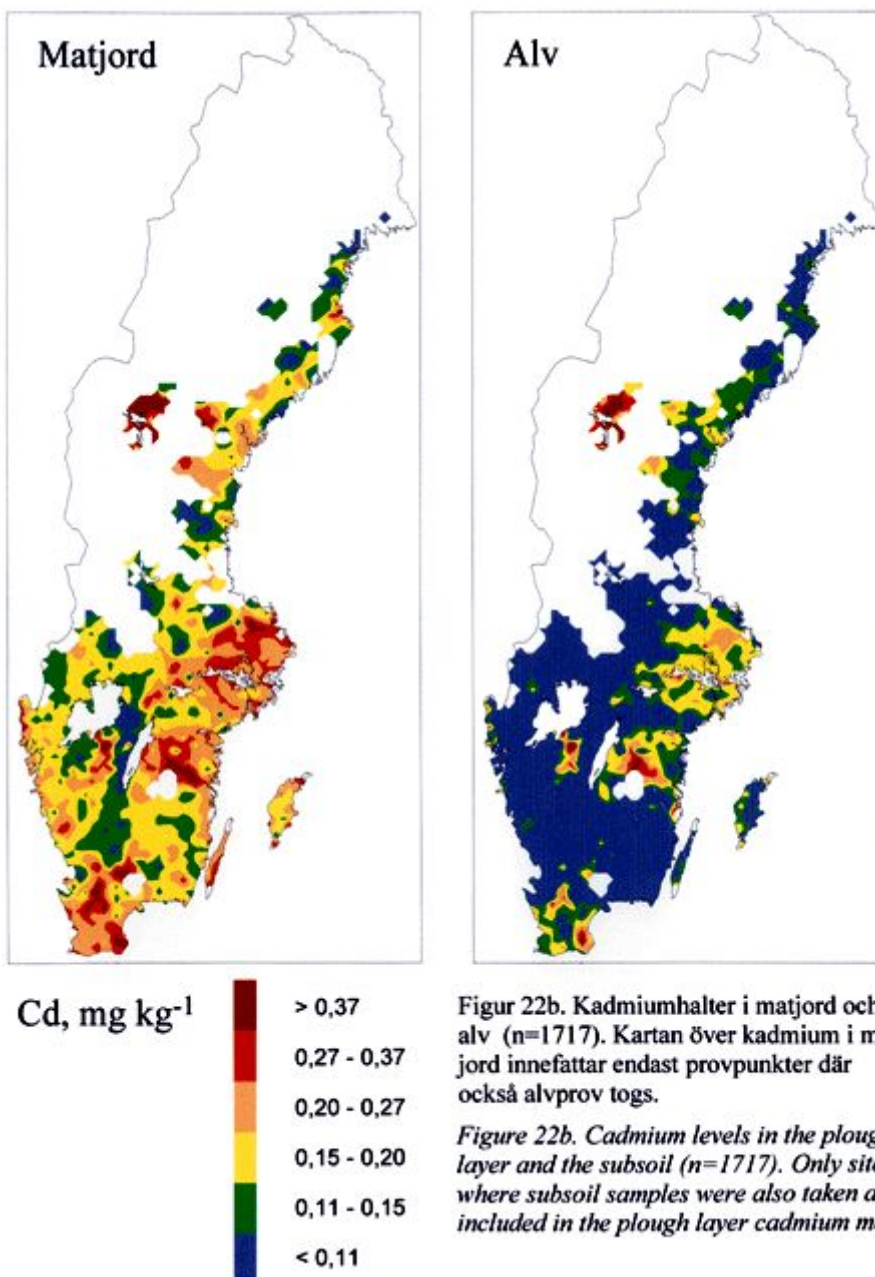 Matjord
Alv
Cd, mg kg-1
> 0,37
0,27 - 0,37
0,20 - 0,27
0,15 - 0,20
0,11 - 0,15
< 0,11
Figur 22b. Kadmiumhalter i matjord och
alv (n=1717). Kartan över kadmium i m
jord innefattar endast provpunkter där
också alvprov togs.
Figure 22b. Cadmium levels in the ploug
layer and the subsoil (n=1717). Only site
where subsoil samples were also taken a
included in the plough layer cadmium m